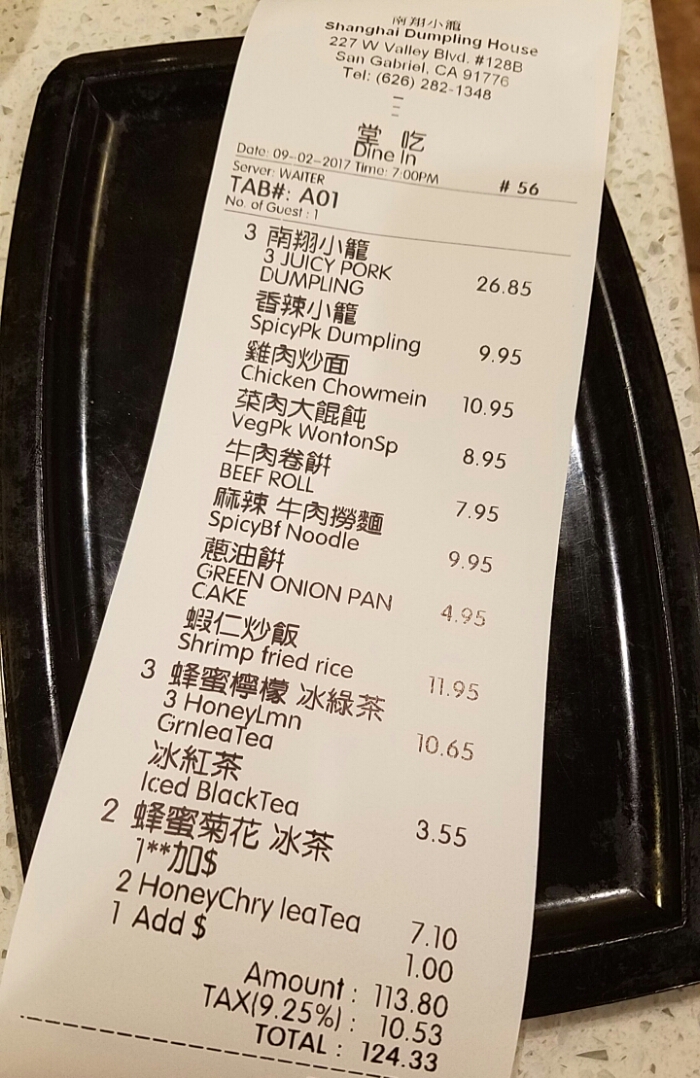 南翔小籠
Shanghai Dumpling House
227 W Valley Blvd. #128B
San Gabriel, CA 91776
Tel: (626) 282-1348
堂 吃
Dine In
Date: 09-02-2017 Time: 7:00PM # 56
Server: WAITER
TAB#: A01
No. of Guest : 1
3 南翔小籠
3 JUICY PORK 26.85
DUMPLING
香辣小籠
SpicyPk Dumpling 9.95
雞肉炒面
Chicken Chowmein 10.95
菜肉大餛飩
VegPk WontonSp 8.95
牛肉卷餅
BEEF ROLL 7.95
麻辣 牛肉撈麵
SpicyBf Noodle 9.95
蔥油餅
GREEN ONION PAN 4.95
CAKE
蝦仁炒飯
Shrimp fried rice 11.95
3 蜂蜜檸檬 冰綠茶
3 HoneyLmn 10.65
GrnIeaTea
冰紅茶
Iced BlackTea 3.55
2 蜂蜜菊花 冰茶
1**加$
2 HoneyChry IeaTea 7.10
1 Add $ 1.00
Amount : 113.80
TAX(9.25%) : 10.53
TOTAL : 124.33